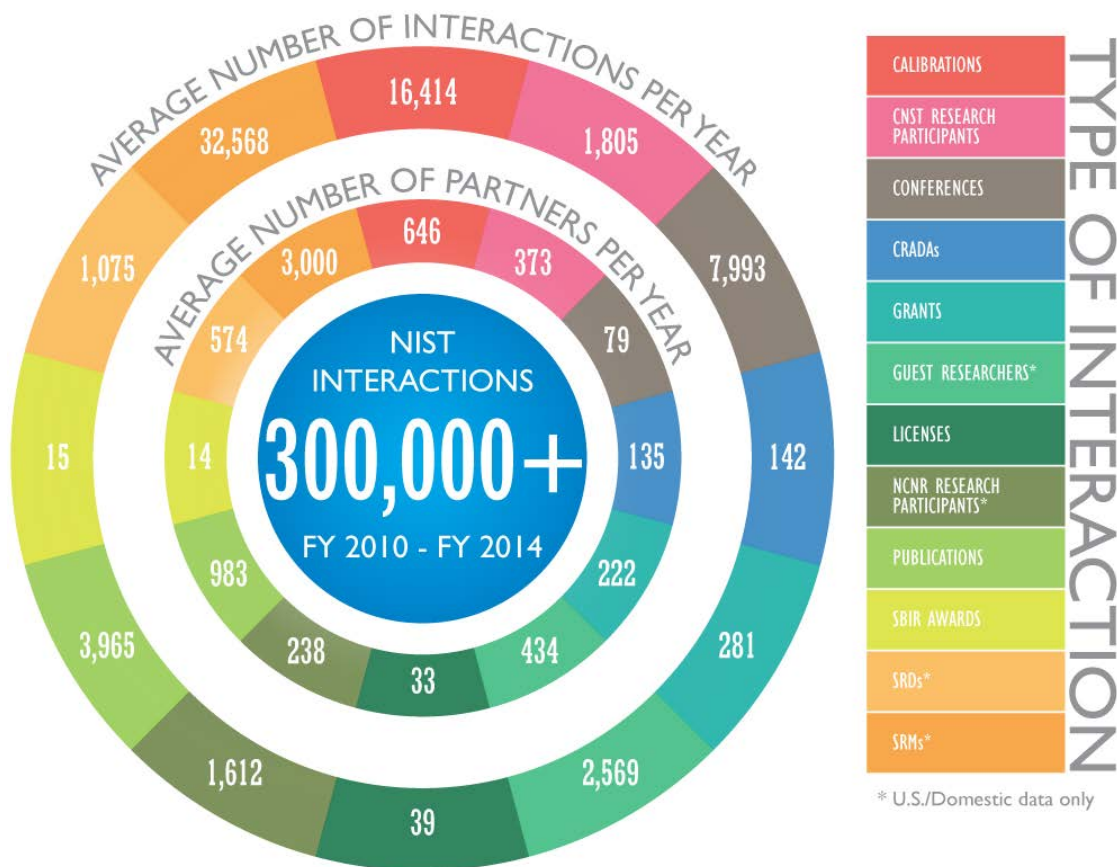 AVERAGE NUMBER OF INTERACTIONS PER YEAR
16,414
1,805
7,993
142
281
2,569
39
1,612
3,965
15
1,075
32,568
AVERAGE NUMBER OF PARTNERS PER YEAR
646
373
79
135
222
434
33
238
983
14
574
3,000
NIST
INTERACTIONS
300,000+
FY 2010 - FY 2014
TYPE OF INTERACTION
CALIBRATIONS
CNST RESEARCH
PARTICIPANTS
CONFERENCES
CRADAs
GRANTS
GUEST RESEARCHERS*
LICENSES
NCNR RESEARCH
PARTICIPANTS*
PUBLICATIONS
SBIR AWARDS
SRDs*
SRMs*
* U.S./Domestic data only